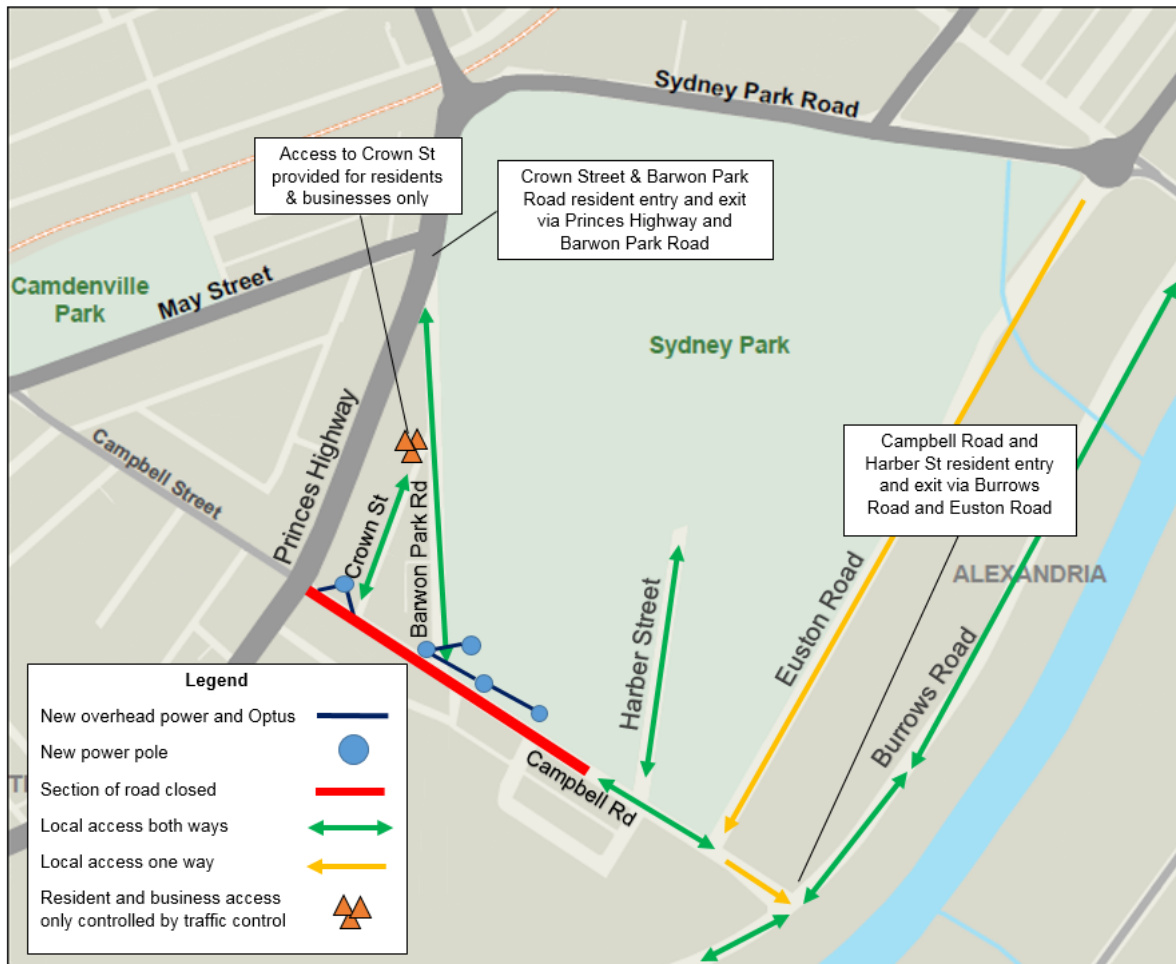 Sydney Park Road
Access to Crown St
provided for residents
& businesses only
Crown Street & Barwon Park
Road resident entry and exit
via Princes Highway and
Barwon Park Road
Camdenville
Park
May Street
Sydney Park
Princes Highway
Campbell Street
Crown St
Barwon Park Rd
Campbell Road and
Harber St resident entry
and exit via Burrows
Road and Euston Road
ALEXANDRIA
Harber Street
Euston Road
Burrows Road
Campbell Rd
Legend
New overhead power and Optus
New power pole
Section of road closed
Local access both ways
Local access one way
Resident and business access
only controlled by traffic control